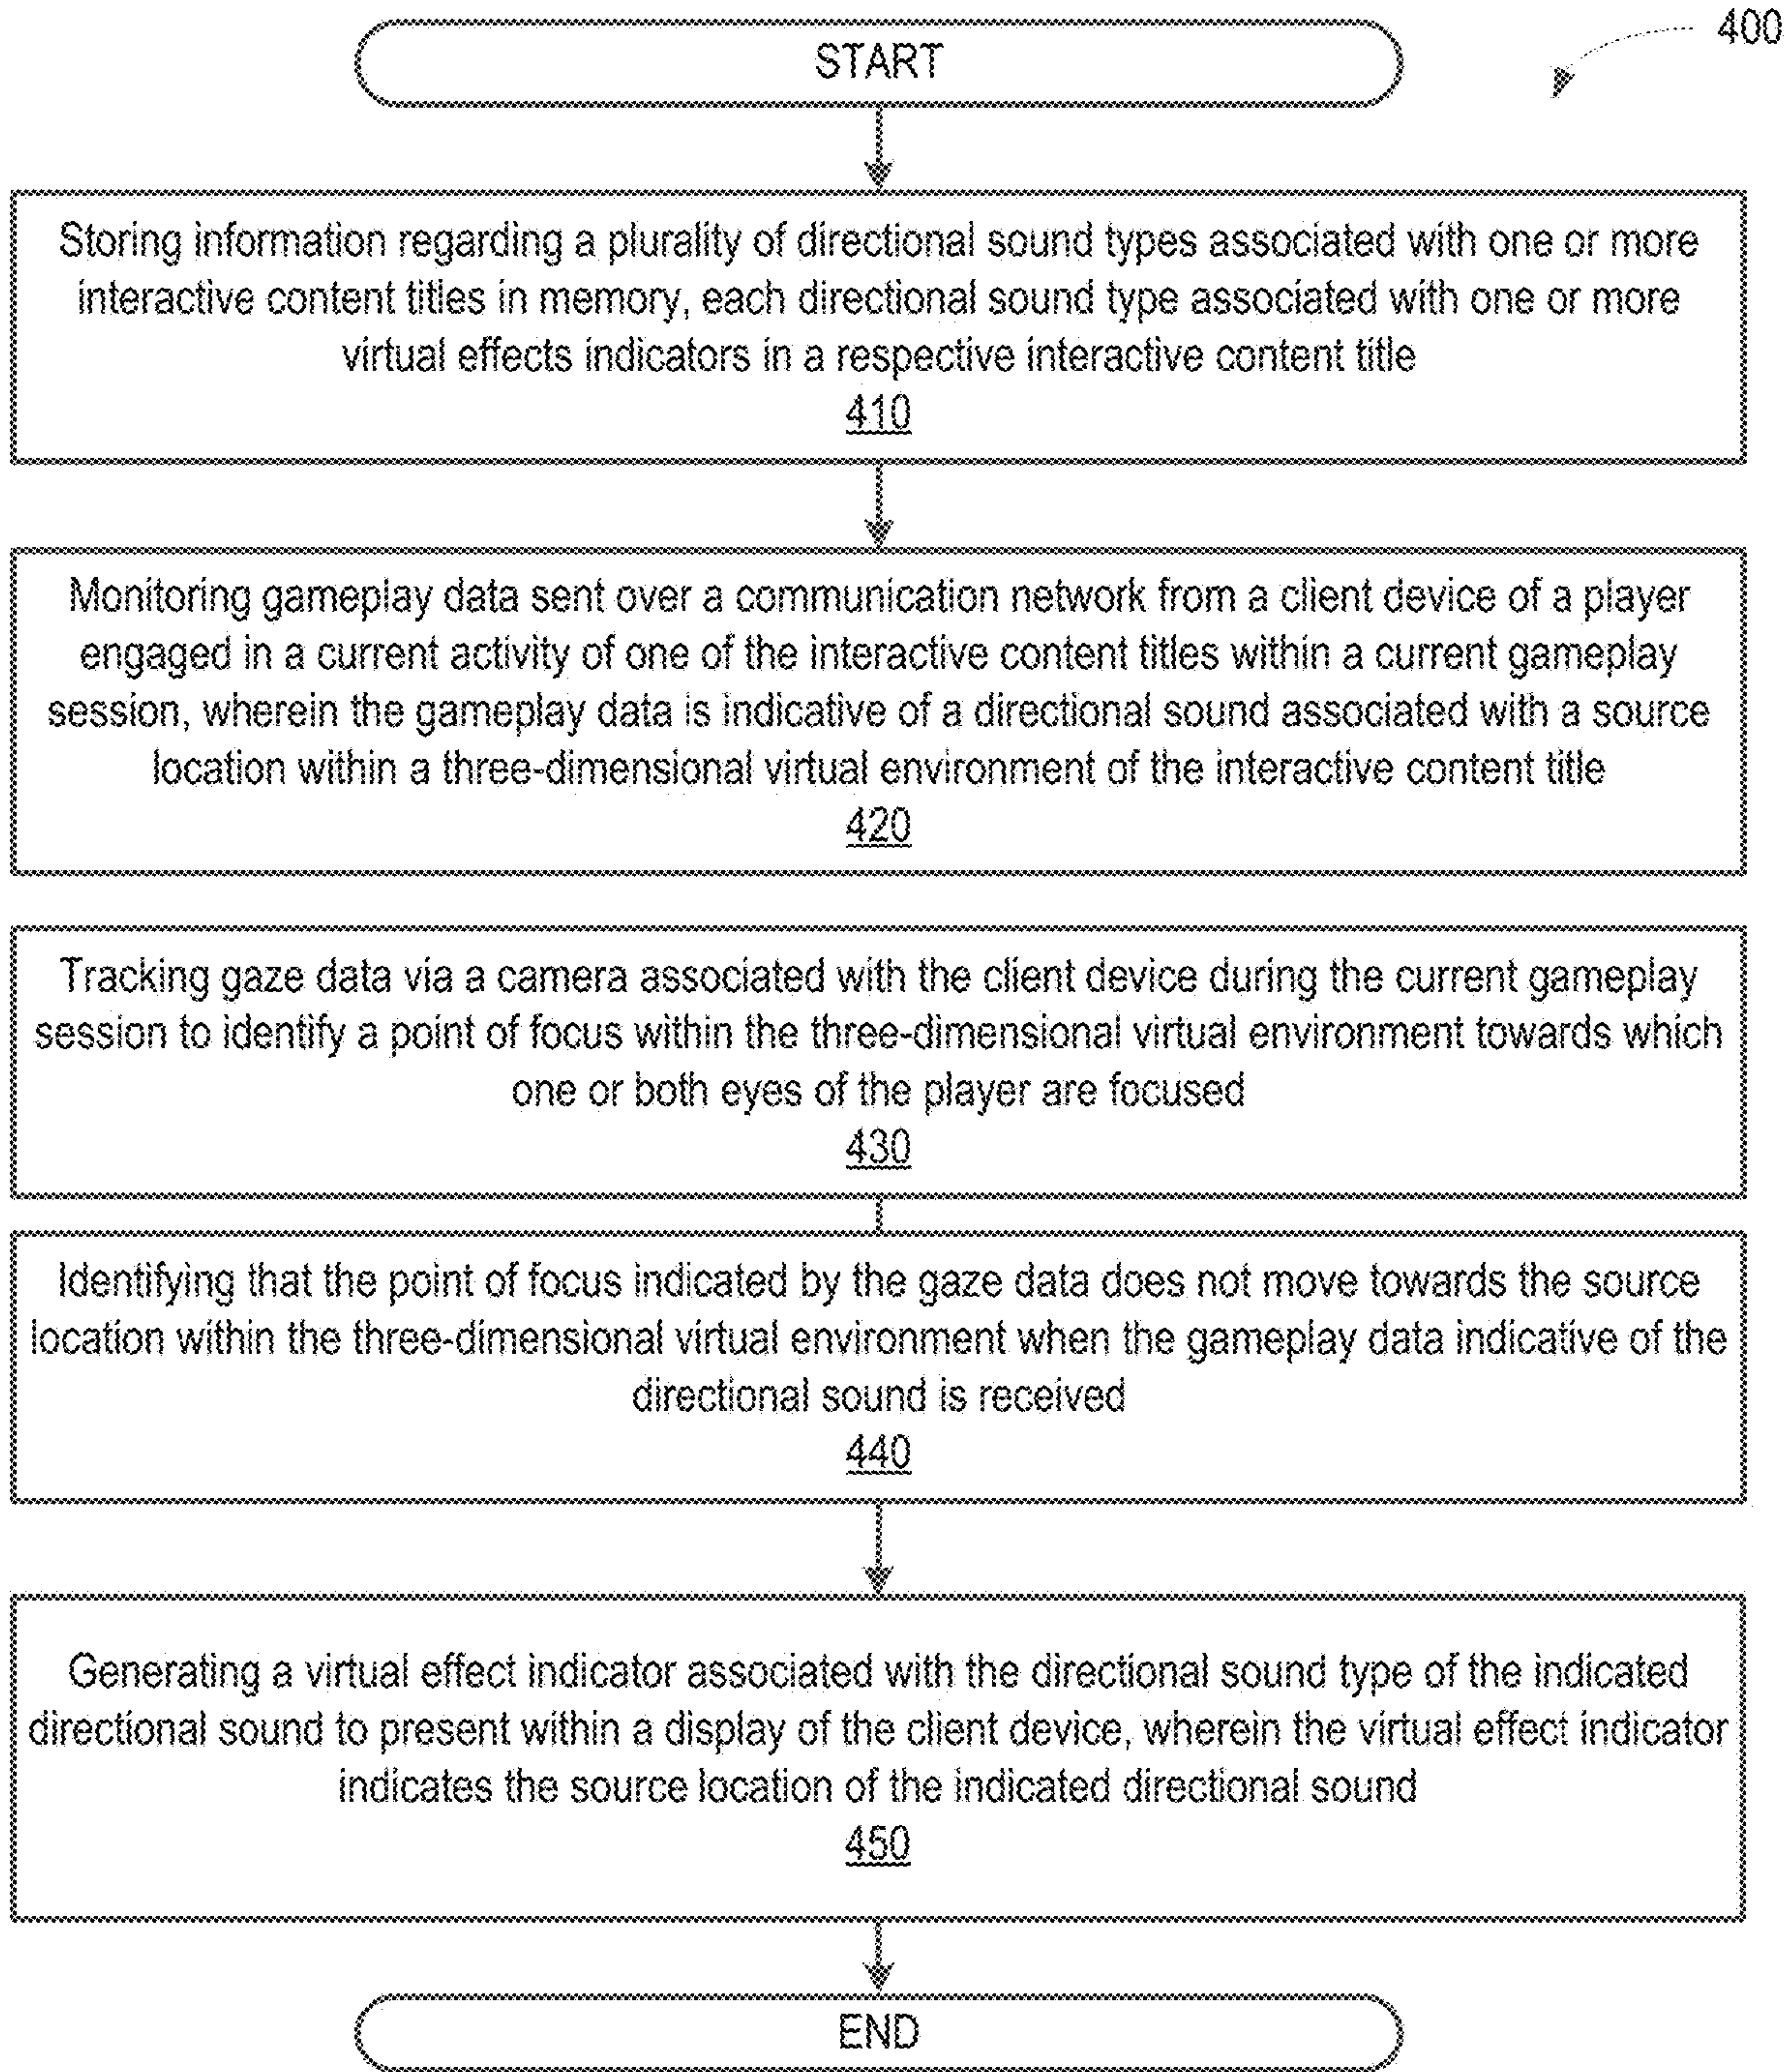 400
START
Storing information regarding a plurality of directional sound types associated with one or more
interactive content titles in memory, each directional sound type associated with one or more
virtual effects indicators in a respective interactive content title
410
Monitoring gameplay data sent over a communication network from a client device of a player
engaged in a current activity of one of the interactive content titles within a current gameplay
session, wherein the gameplay data is indicative of a directional sound associated with a source
location within a three-dimensional virtual environment of the interactive content title
420
Tracking gaze data via a camera associated with the client device during the current gameplay
session to identify a point of focus within the three-dimensional virtual environment towards which
one or both eyes of the player are focused
430
Identifying that the point of focus indicated by the gaze data does not move towards the source
location within the three-dimensional virtual environment when the gameplay data indicative of the
directional sound is received
440
Generating a virtual effect indicator associated with the directional sound type of the indicated
directional sound to present within a display of the client device, wherein the virtual effect indicator
indicates the source location of the indicated directional sound
450
END